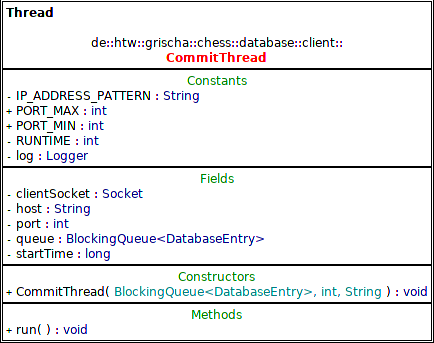 Thread
de::htw::grischa::chess::database::client::
CommitThread
Constants
- IP_ADDRESS_PATTERN : String
+ PORT_MAX : int
+ PORT_MIN : int
- RUNTIME : int
- log : Logger
Fields
- clientSocket : Socket
- host : String
- port : int
- queue : BlockingQueue<DatabaseEntry>
- startTime : long
Constructors
+ CommitThread( BlockingQueue<DatabaseEntry>, int, String ) : void
Methods
+ run( ) : void